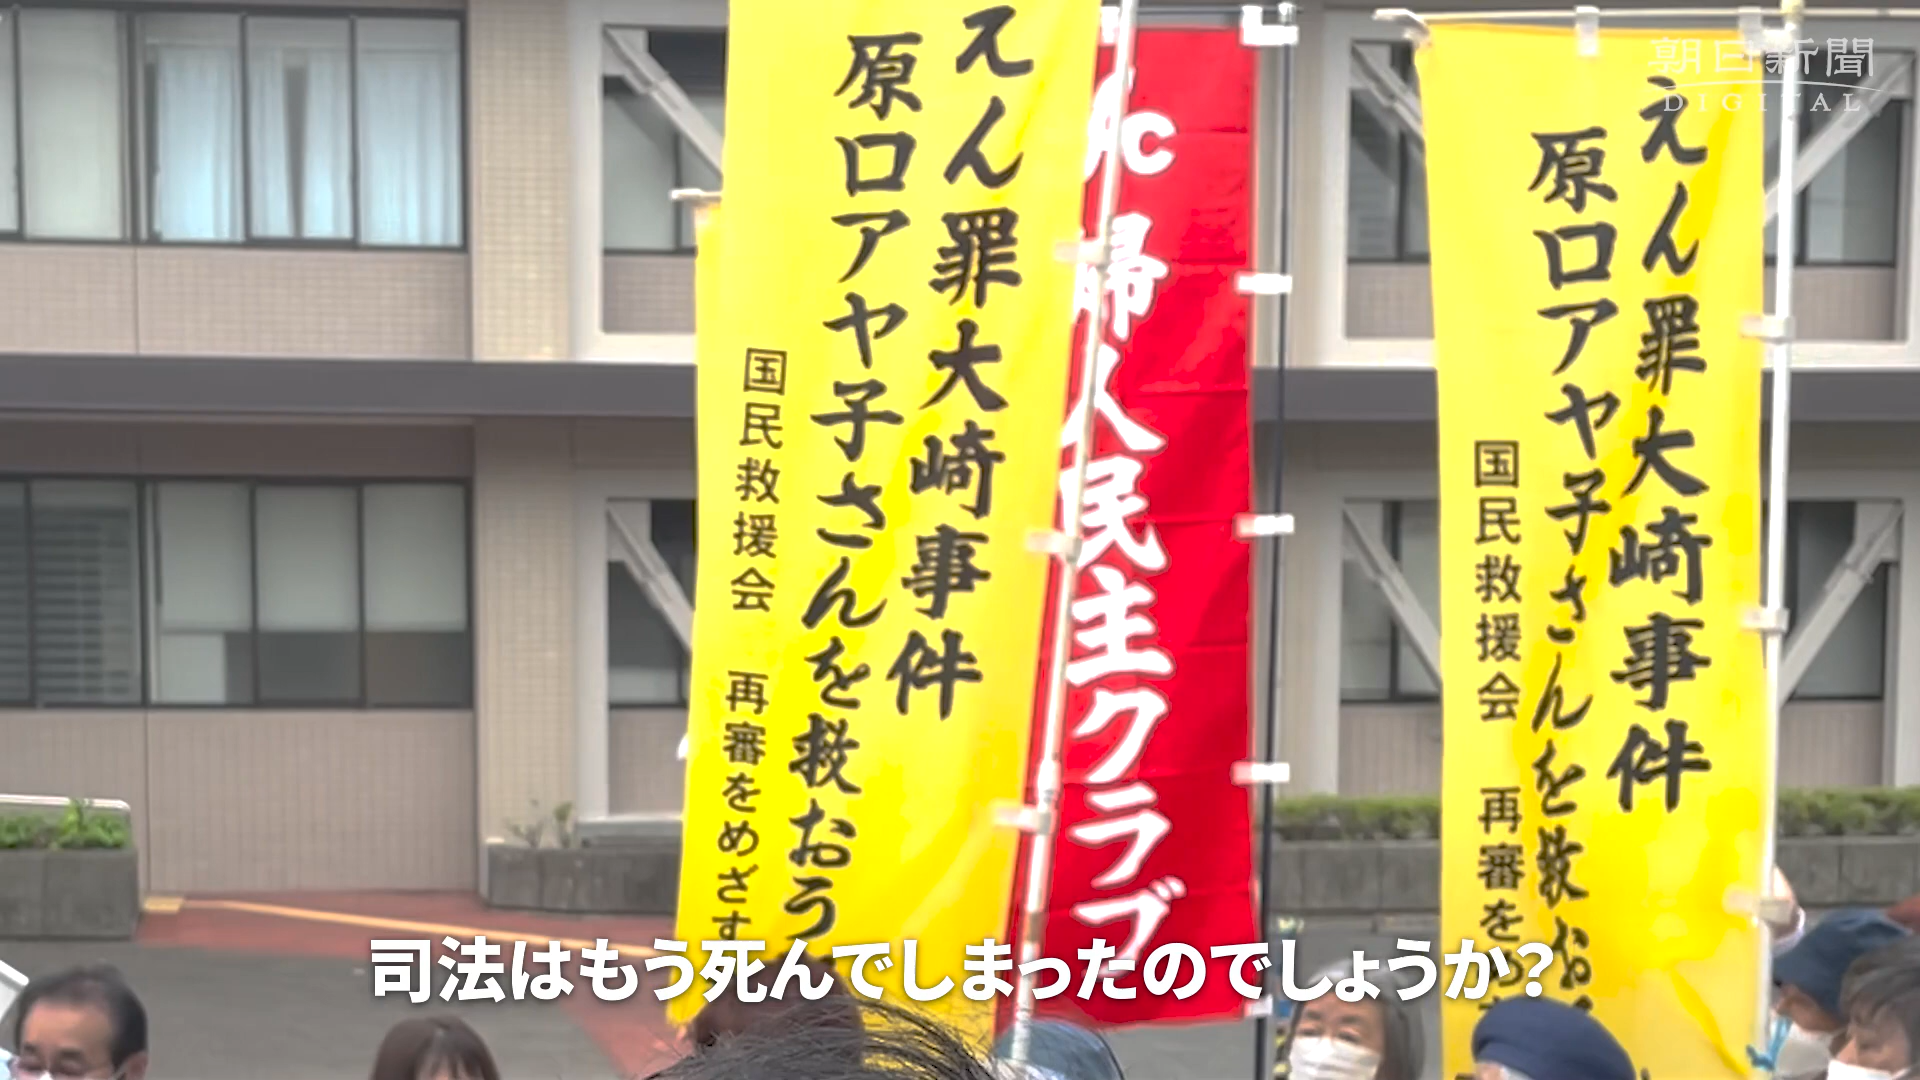 えん罪大崎事件
原口アヤ子さんを救おう
国民救援会 再審をめざす
婦人民主クラブ
朝日新聞
DIGITAL
えん罪大崎事件
原口アヤ子さんを救お
国民救援会 再審を
司法はもう死んでしまったのでしょうか?